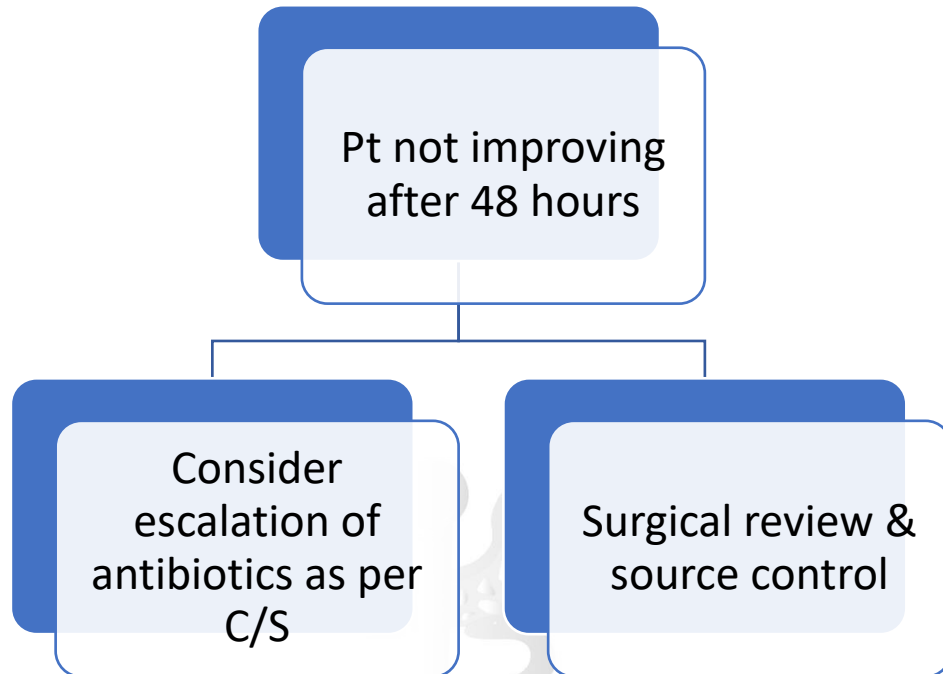 Pt not improving
after 48 hours
Consider
escalation of
antibiotics as per
C/S
Surgical review &
source control